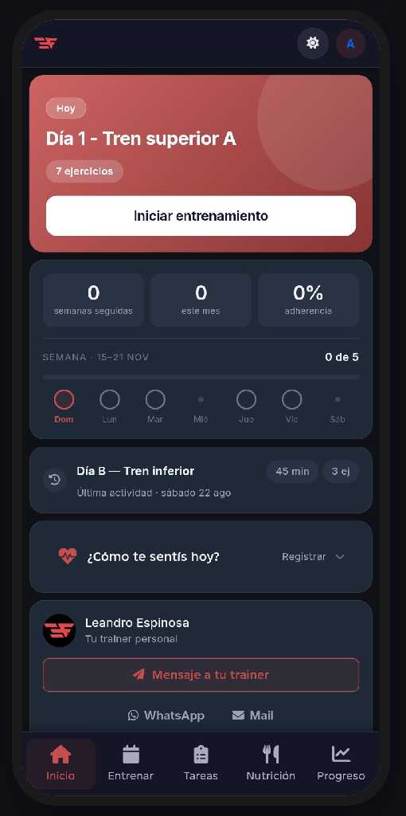 A
Hoy
Día 1 - Tren superior A
7 ejercicios
Iniciar entrenamiento
0
semanas seguidas
0
este mes
0%
adherencia
SEMANA · 15–21 NOV
0 de 5
Dom Lun Mar Mié Jue Vie Sáb
Día B — Tren inferior
45 min
3 ej
Última actividad · sábado 22 ago
¿Cómo te sentís hoy?
Registrar
Leandro Espinosa
Tu trainer personal
Mensaje a tu trainer
WhatsApp
Mail
Inicio
Entrenar
Tareas
Nutrición
Progreso